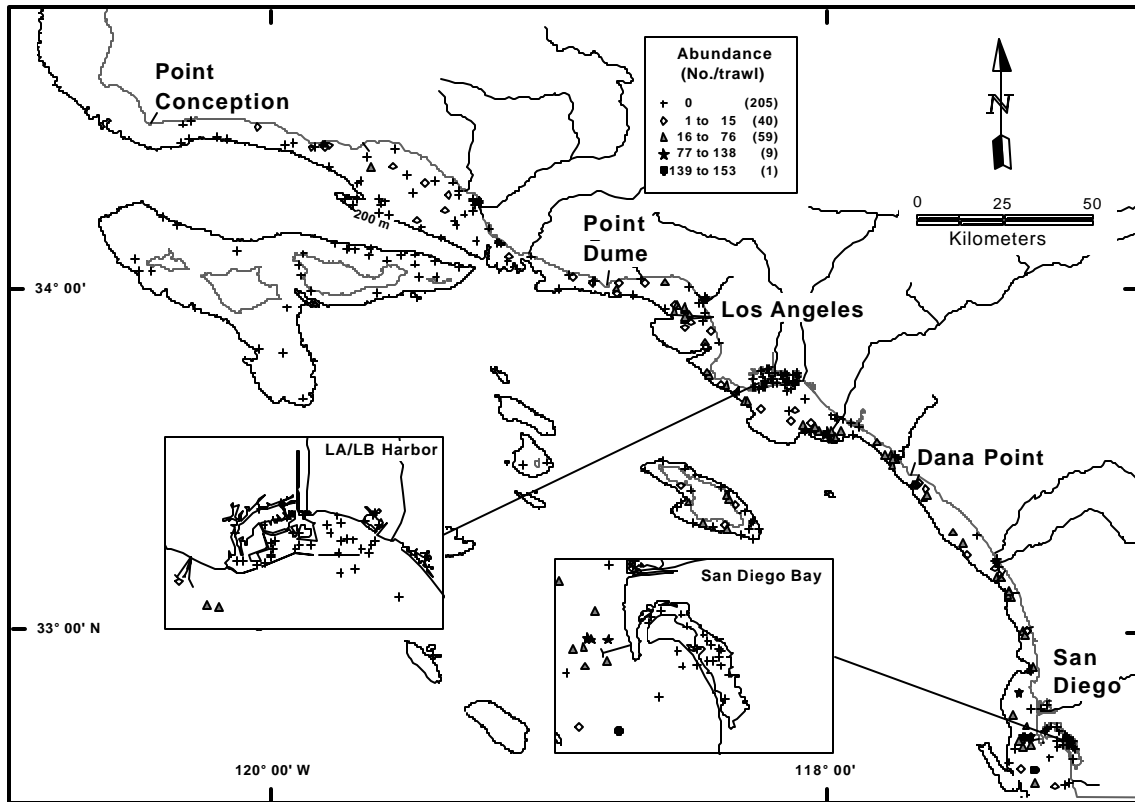 Point
Conception
Abundance
(No./trawl)
0 (205)
1 to 15 (40)
16 to 76 (59)
77 to 138 (9)
139 to 153 (1)
N
0 25 50
Kilometers
200 m
Point
Dume
34° 00'
Los Angeles
LA/LB Harbor
Dana Point
San Diego Bay
33° 00' N
San
Diego
120° 00' W
118° 00'